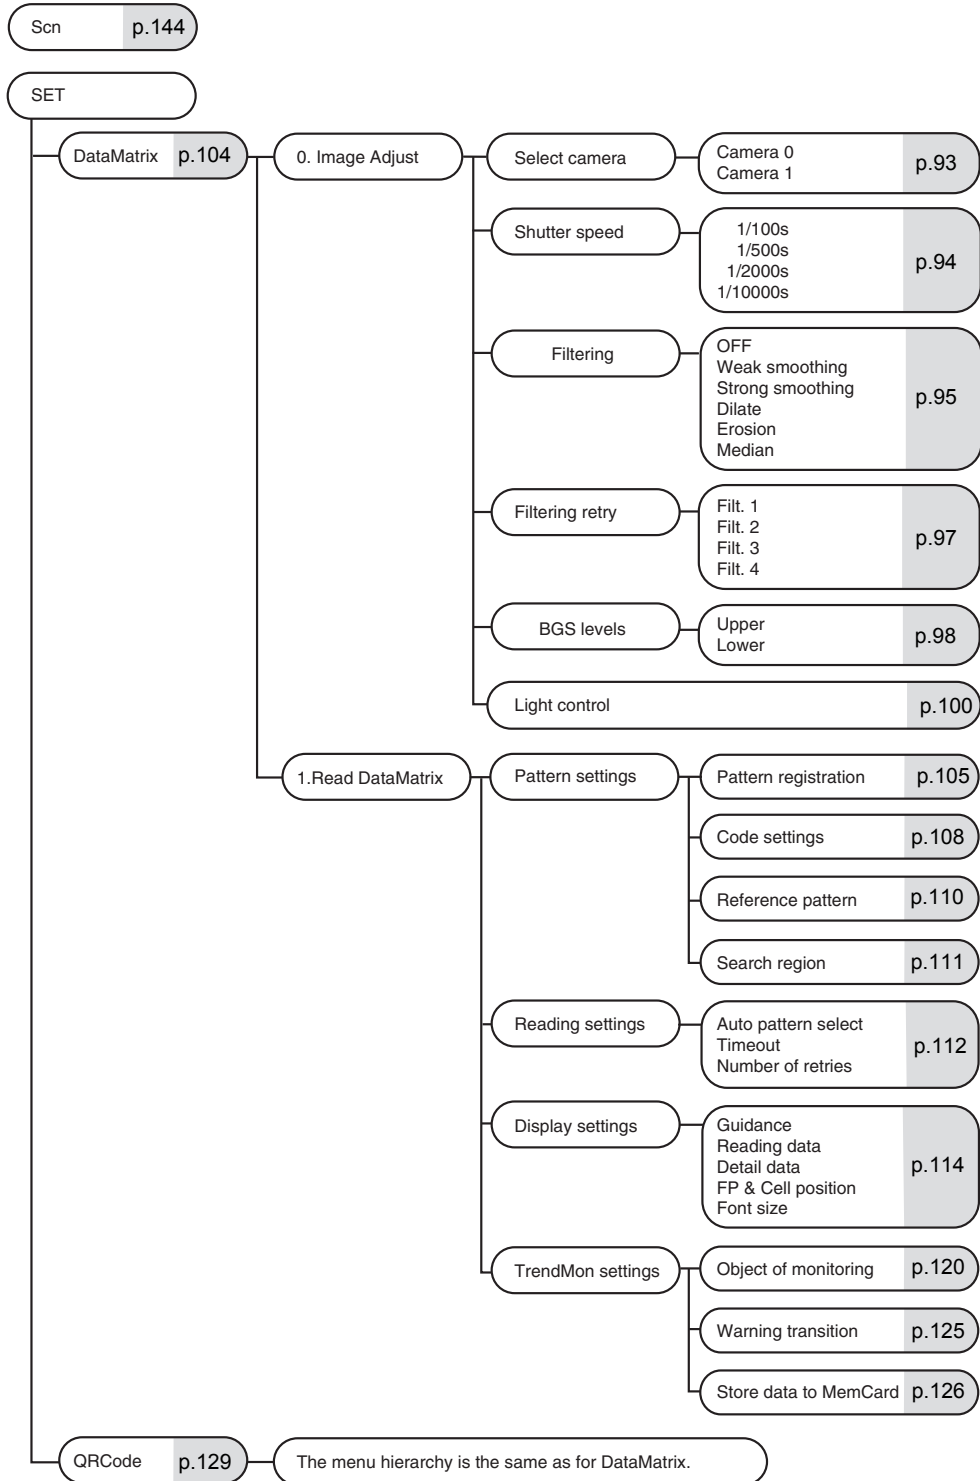 Scn p.144
SET
DataMatrix p.104
0. Image Adjust
Select camera
Camera 0
Camera 1
p.93
Shutter speed
1/100s
1/500s
1/2000s
1/10000s
p.94
Filtering
OFF
Weak smoothing
Strong smoothing
Dilate
Erosion
Median
p.95
Filtering retry
Filt. 1
Filt. 2
Filt. 3
Filt. 4
p.97
BGS levels
Upper
Lower
p.98
Light control p.100
1.Read DataMatrix
Pattern settings
Pattern registration p.105
Code settings p.108
Reference pattern p.110
Search region p.111
Reading settings
Auto pattern select
Timeout
Number of retries
p.112
Display settings
Guidance
Reading data
Detail data
FP & Cell position
Font size
p.114
TrendMon settings
Object of monitoring p.120
Warning transition p.125
Store data to MemCard p.126
QRCode p.129
The menu hierarchy is the same as for DataMatrix.